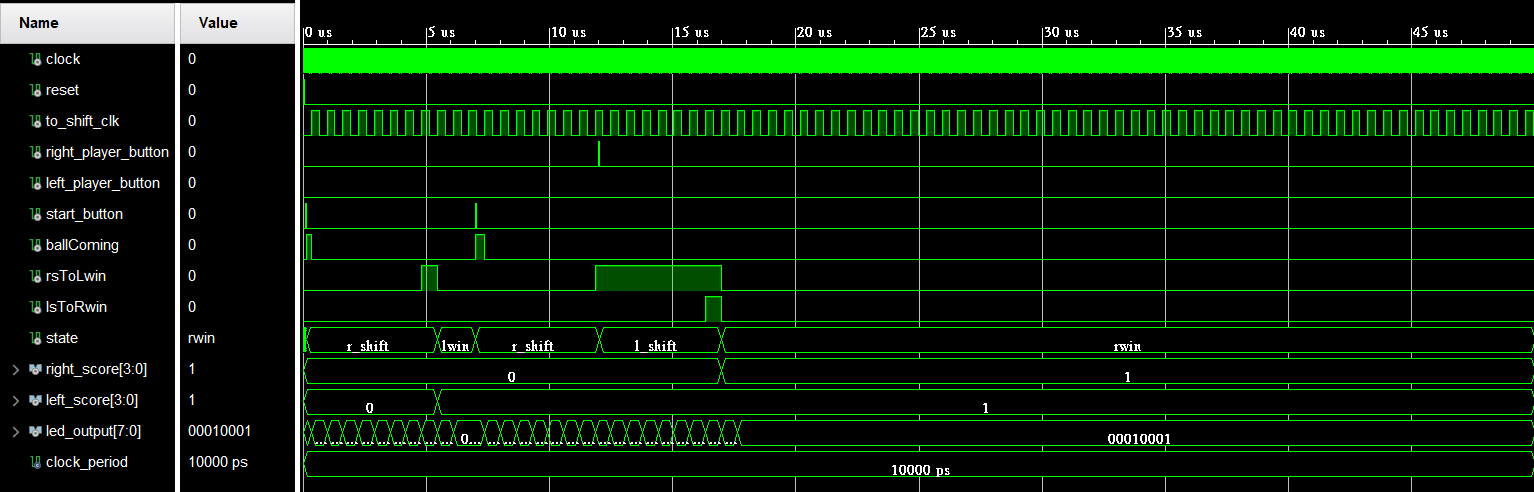 Name Value
0 us 5 us 10 us 15 us 20 us 25 us 30 us 35 us 40 us 45 us
clock 0
reset 0
to_shift_clk 0
right_player_button 0
left_player_button 0
start_button 0
ballComing 0
rsToLwin 0
lsToRwin 0
state rwin r_shift lwin r_shift l_shift rwin
right_score[3:0] 1 0 1
left_score[3:0] 1 0 1
led_output[7:0] 00010001 0... 00010001
clock_period 10000 ps 10000 ps